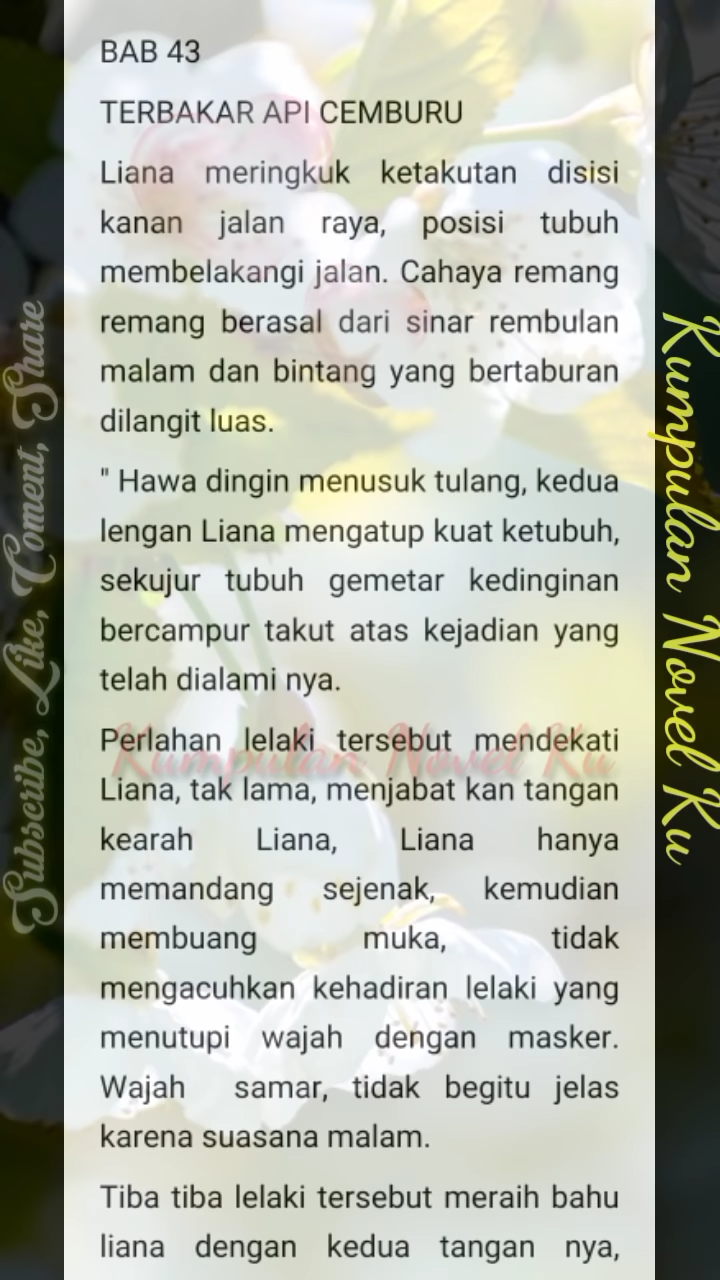 BAB 43
TERBAKAR API CEMBURU
Liana meringkuk ketakutan disisi
kanan jalan raya, posisi tubuh
membelakangi jalan. Cahaya remang
remang berasal dari sinar rembulan
malam dan bintang yang bertaburan
dilangit luas.
" Hawa dingin menusuk tulang, kedua
lengan Liana mengatup kuat ketubuh,
sekujur tubuh gemetar kedinginan
bercampur takut atas kejadian yang
telah dialami nya.
Perlahan lelaki tersebut mendekati
Liana, tak lama, menjabat kan tangan
kearah Liana, Liana hanya
memandang sejenak, kemudian
membuang muka, tidak
mengacuhkan kehadiran lelaki yang
menutupi wajah dengan masker.
Wajah samar, tidak begitu jelas
karena suasana malam.
Tiba tiba lelaki tersebut meraih bahu
liana dengan kedua tangan nya,
Kumpulan Novel Ku
Subscribe, Like, Coment, Share
Kumpulan Novel Ku